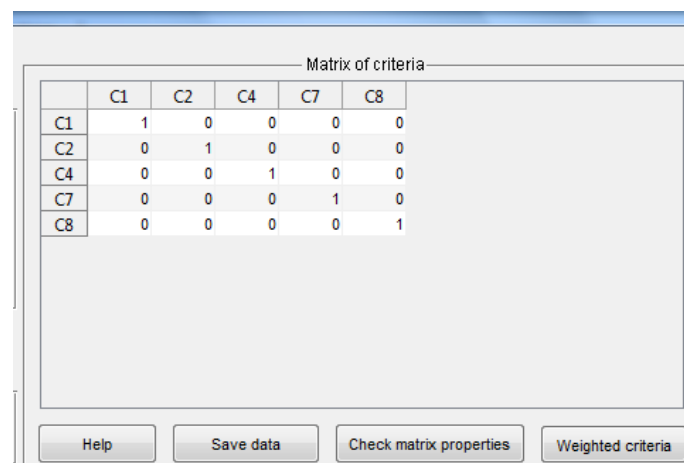 Matrix of criteria
C1 C2 C4 C7 C8
C1 1 0 0 0 0
C2 0 1 0 0 0
C4 0 0 1 0 0
C7 0 0 0 1 0
C8 0 0 0 0 1
Help Save data Check matrix properties Weighted criteria